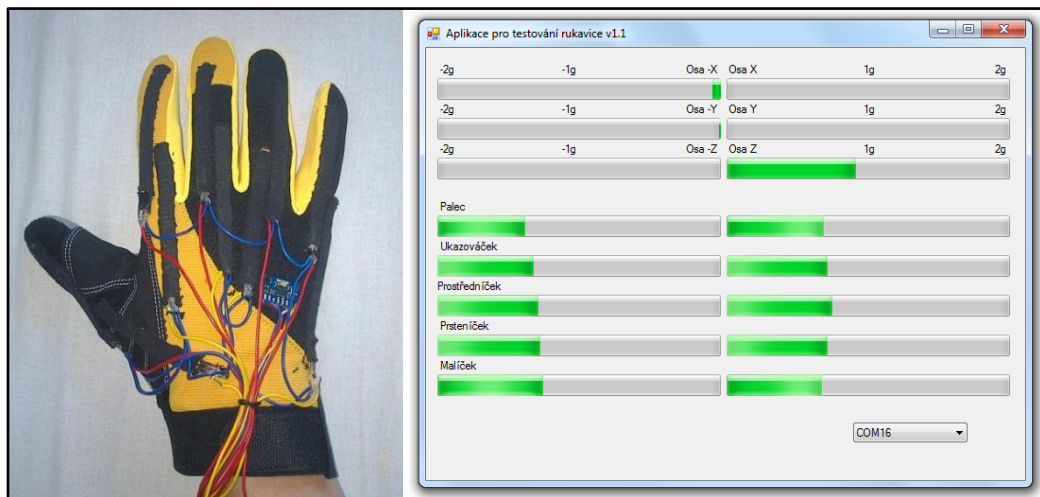 Aplikace pro testování rukavice v1.1
-2g -1g Osa -X Osa X 1g 2g
-2g -1g Osa -Y Osa Y 1g 2g
-2g -1g Osa -Z Osa Z 1g 2g
Palec
Ukazováček
Prostředníček
Prsteníček
Malíček
COM16